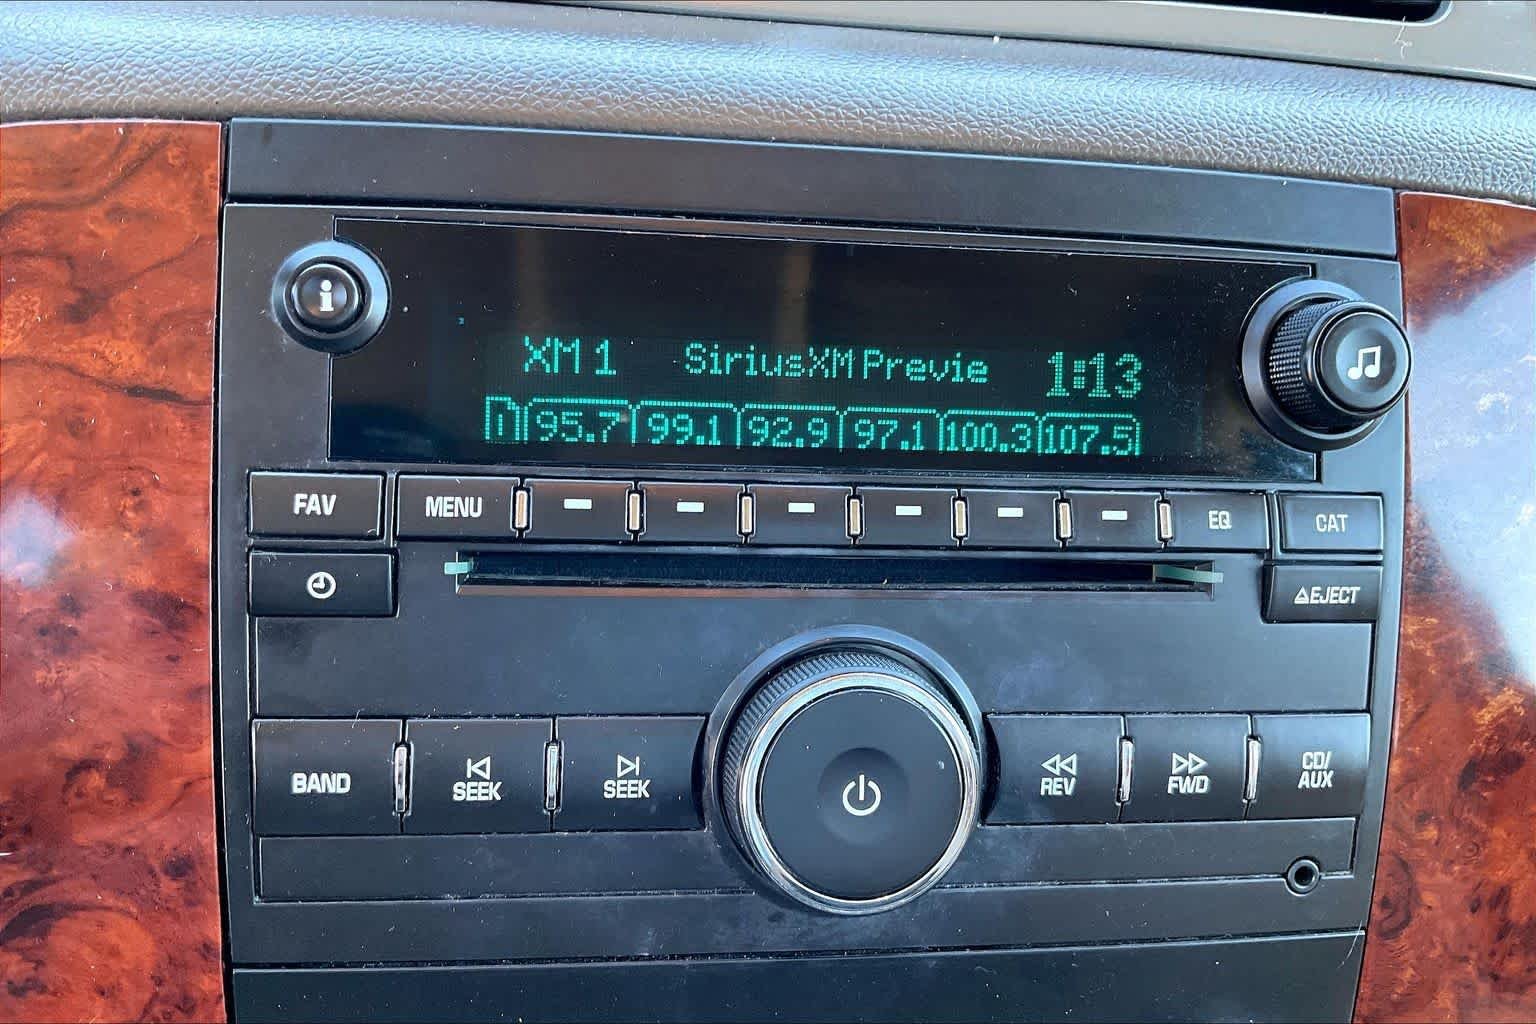 i
XM 1 SiriusXM Previe 1:13
95.7 99.1 92.9 97.1 100.3 107.5
FAV MENU EQ CAT
EJECT
BAND SEEK SEEK REV FWD CD/
AUX